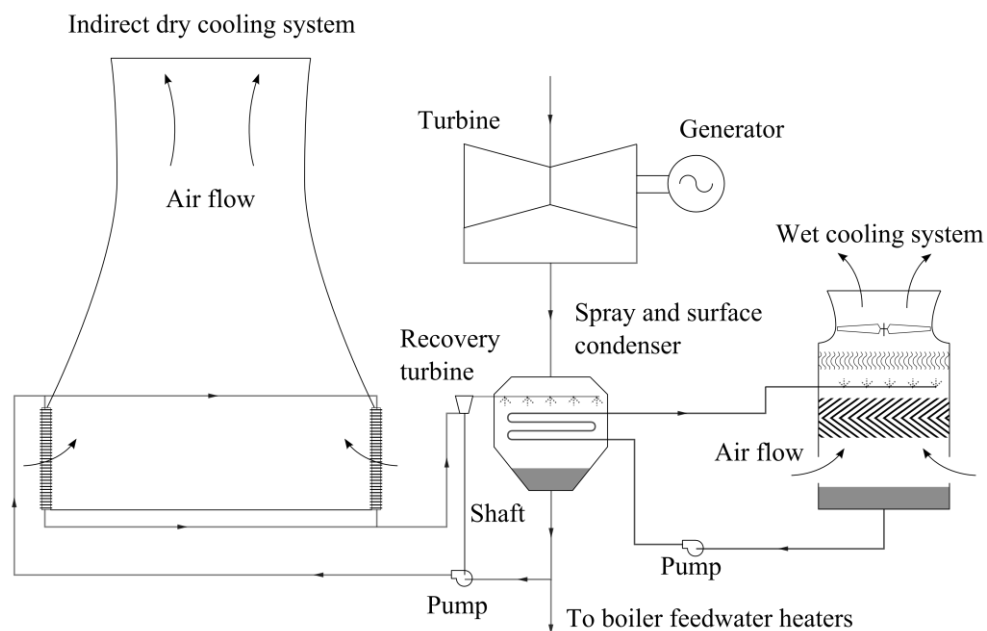 Indirect dry cooling system
Turbine
Generator
Air flow
Wet cooling system
Spray and surface
condenser
Recovery
turbine
Air flow
Shaft
Pump
Pump
To boiler feedwater heaters